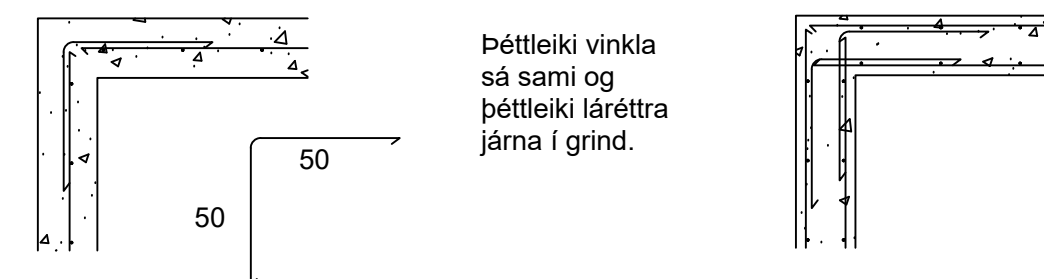 Þéttleiki vinkla
sá sami og
þéttleiki láréttra
járna í grind.
50
50